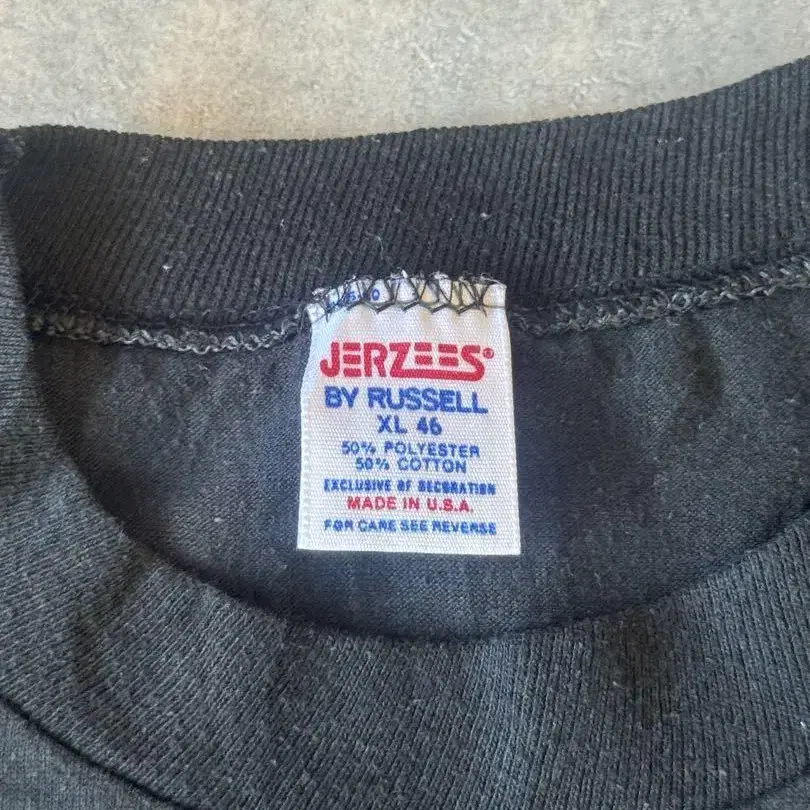 JERZEES®
BY RUSSELL
XL 46
50% POLYESTER
50% COTTON
EXCLUSIVE OF DECORATION
MADE IN U.S.A.
FOR CARE SEE REVERSE